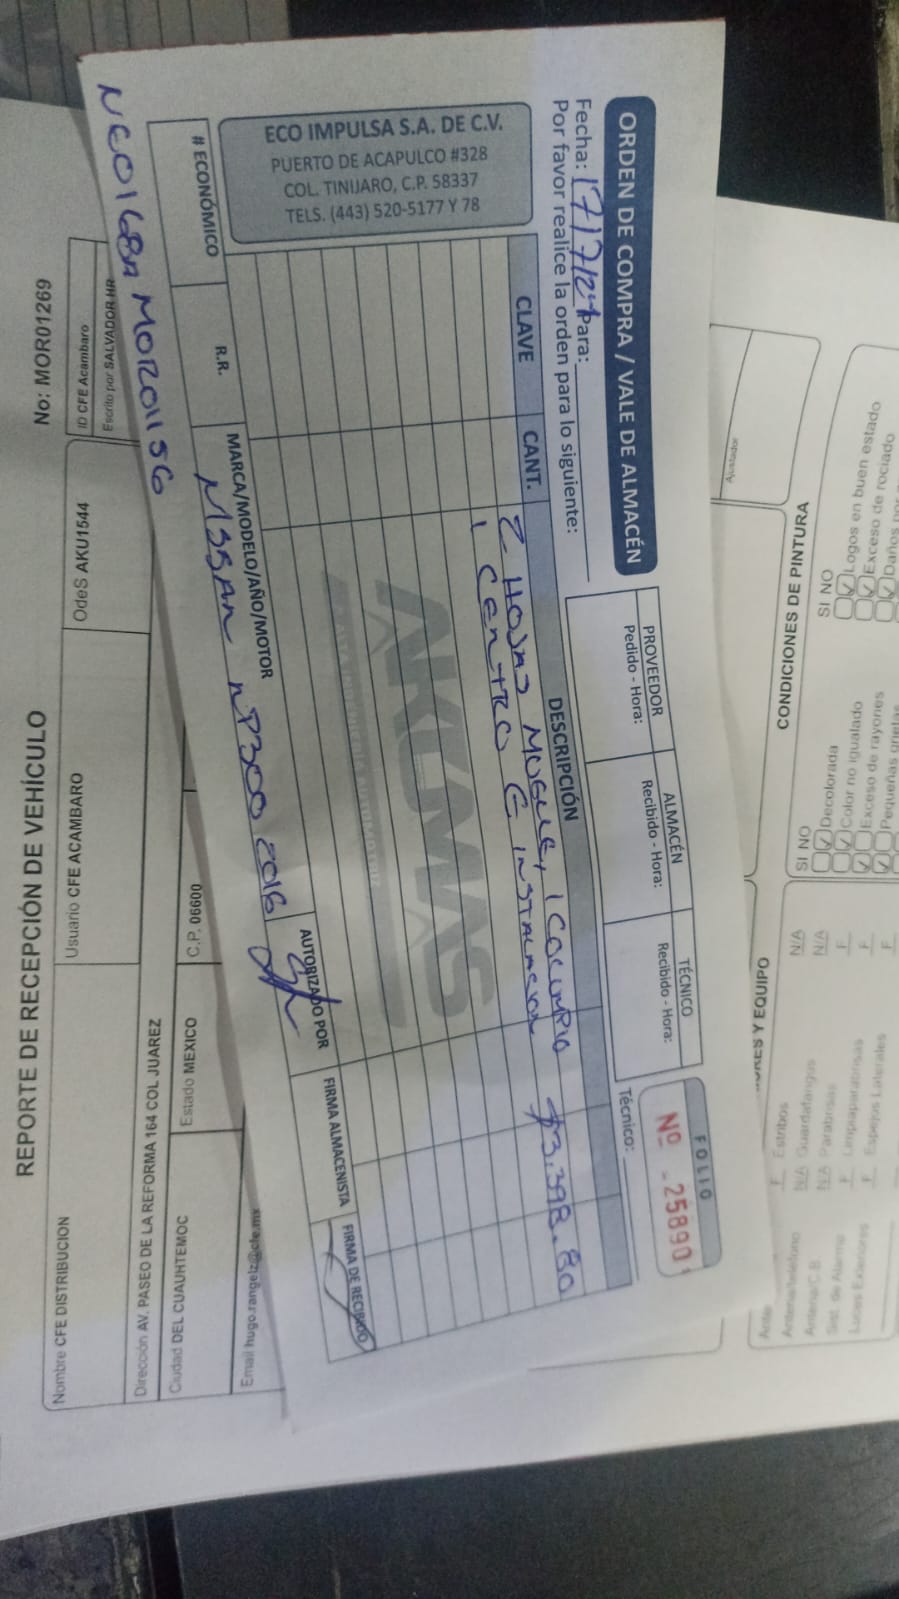 ORDEN DE COMPRA / VALE DE ALMACÉN
Fecha: 17/7/24 Para:
Por favor realice la orden para lo siguiente:
ECO IMPULSA S.A. DE C.V.
PUERTO DE ACAPULCO #328
COL. TINIJARO, C.P. 58337
TELS. (443) 520-5177 Y 78
PROVEEDOR
Pedido - Hora:
ALMACÉN
Recibido - Hora:
TÉCNICO
Recibido - Hora:
FOLIO
Nº 25890
Técnico:
CLAVE CANT. DESCRIPCIÓN
2 HOJAS MUELLE, 1 COLUMPIO $3,398.80
1 CENTRO E INSTALACION
AKUMAS
# ECONÓMICO R.R. MARCA/MODELO/AÑO/MOTOR AUTORIZADO POR FIRMA ALMACENISTA FIRMA DE RECIBIDO
NISSAN NP300 2016
MOR01156
REPORTE DE RECEPCIÓN DE VEHÍCULO
No: MOR01269
Nombre CFE DISTRIBUCION Usuario CFE ACAMBARO OdeS AKU1544 ID CFE Acambaro
Escrito por SALVADOR HR
Dirección AV. PASEO DE LA REFORMA 164 COL JUAREZ
Ciudad DEL CUAUHTEMOC Estado MEXICO C.P. 06600
Email hugo.rangelz@cfe.mx
Ajustador
CONDICIONES DE PINTURA
SI NO SI NO
Decolorada Logos en buen estado
Color no igualado Exceso de rociado
Exceso de rayones Daños por
Pequeñas grietas
Y EQUIPO
F Estribos N/A
N/A Guardafangos N/A
N/A Parabrisas F
F Limpiaparabrisas F
F Espejos Laterales F
Antena/C.B
Sist. de Alarma
Luces Exteriores